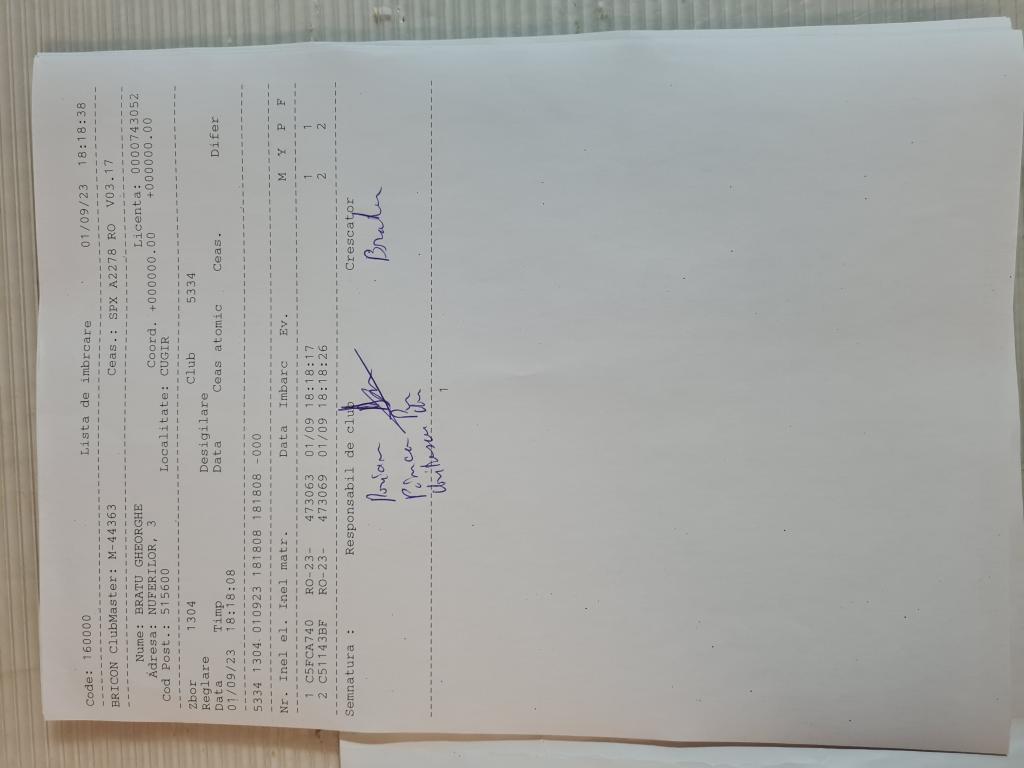 Code: 160000 Lista de imbrcare 01/09/23 18:18:38
BRICON ClubMaster: M-44363 Ceas.: SPX A2278 RO V03.17
Nume: BRATU GHEORGHE Licenta: 0000743052
Adresa: NUFERILOR, 3 Coord. +000000.00 +000000.00
Cod Post.: 515600 Localitate: CUGIR
Zbor 1304 Club 5334
Reglare Desigilare
Data Timp Data Ceas atomic Ceas. Difer
01/09/23 18:18:08
5334 1304 010923 181808 181808 -000
Nr. Inel el. Inel matr. Data Imbarc Ev. M Y P F
1 C5FCA740 RO-23- 473063 01/09 18:18:17 1 1
2 C51143BF RO-23- 473069 01/09 18:18:26 2 2
Semnatura : Responsabil de club Crescator
Bratu
1